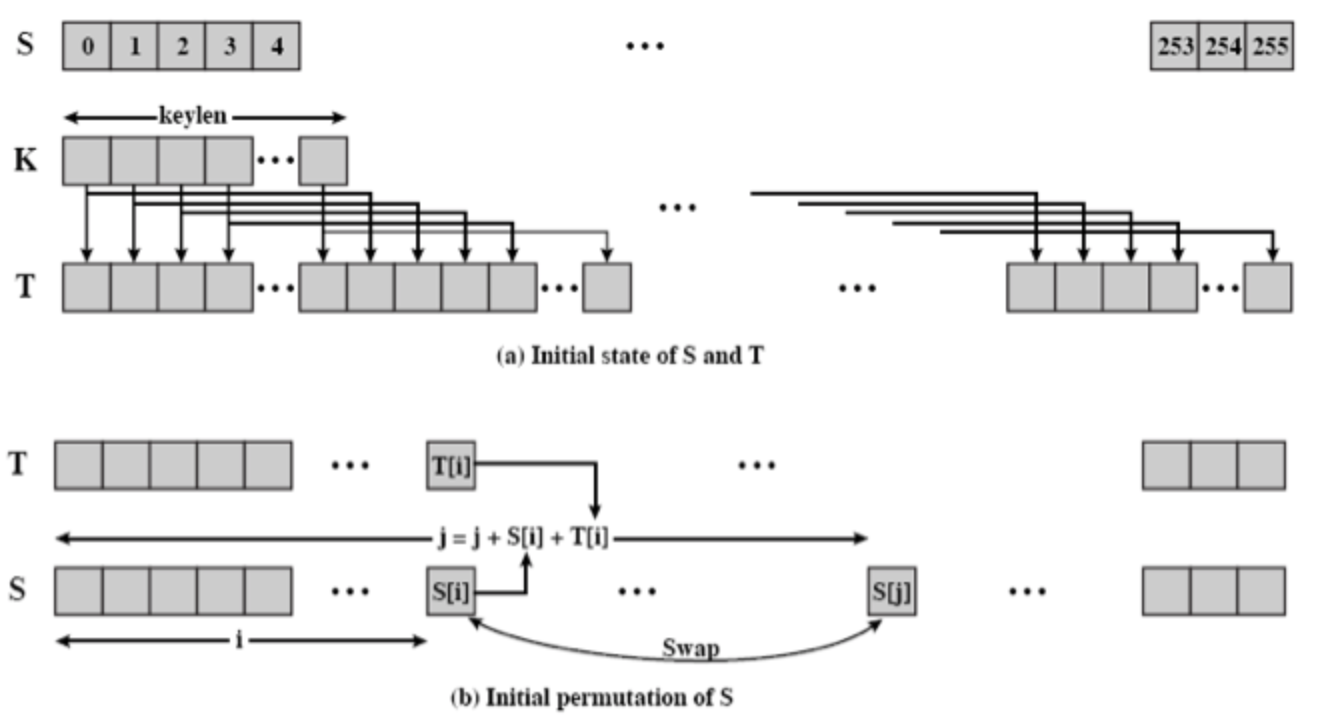 S 0 1 2 3 4 ... 253 254 255
keylen
K ...
...
T ... ... ... ...
(a) Initial state of S and T
T ... T[i] ...
j = j + S[i] + T[i]
S ... S[i] ... S[j] ...
i
Swap
(b) Initial permutation of S